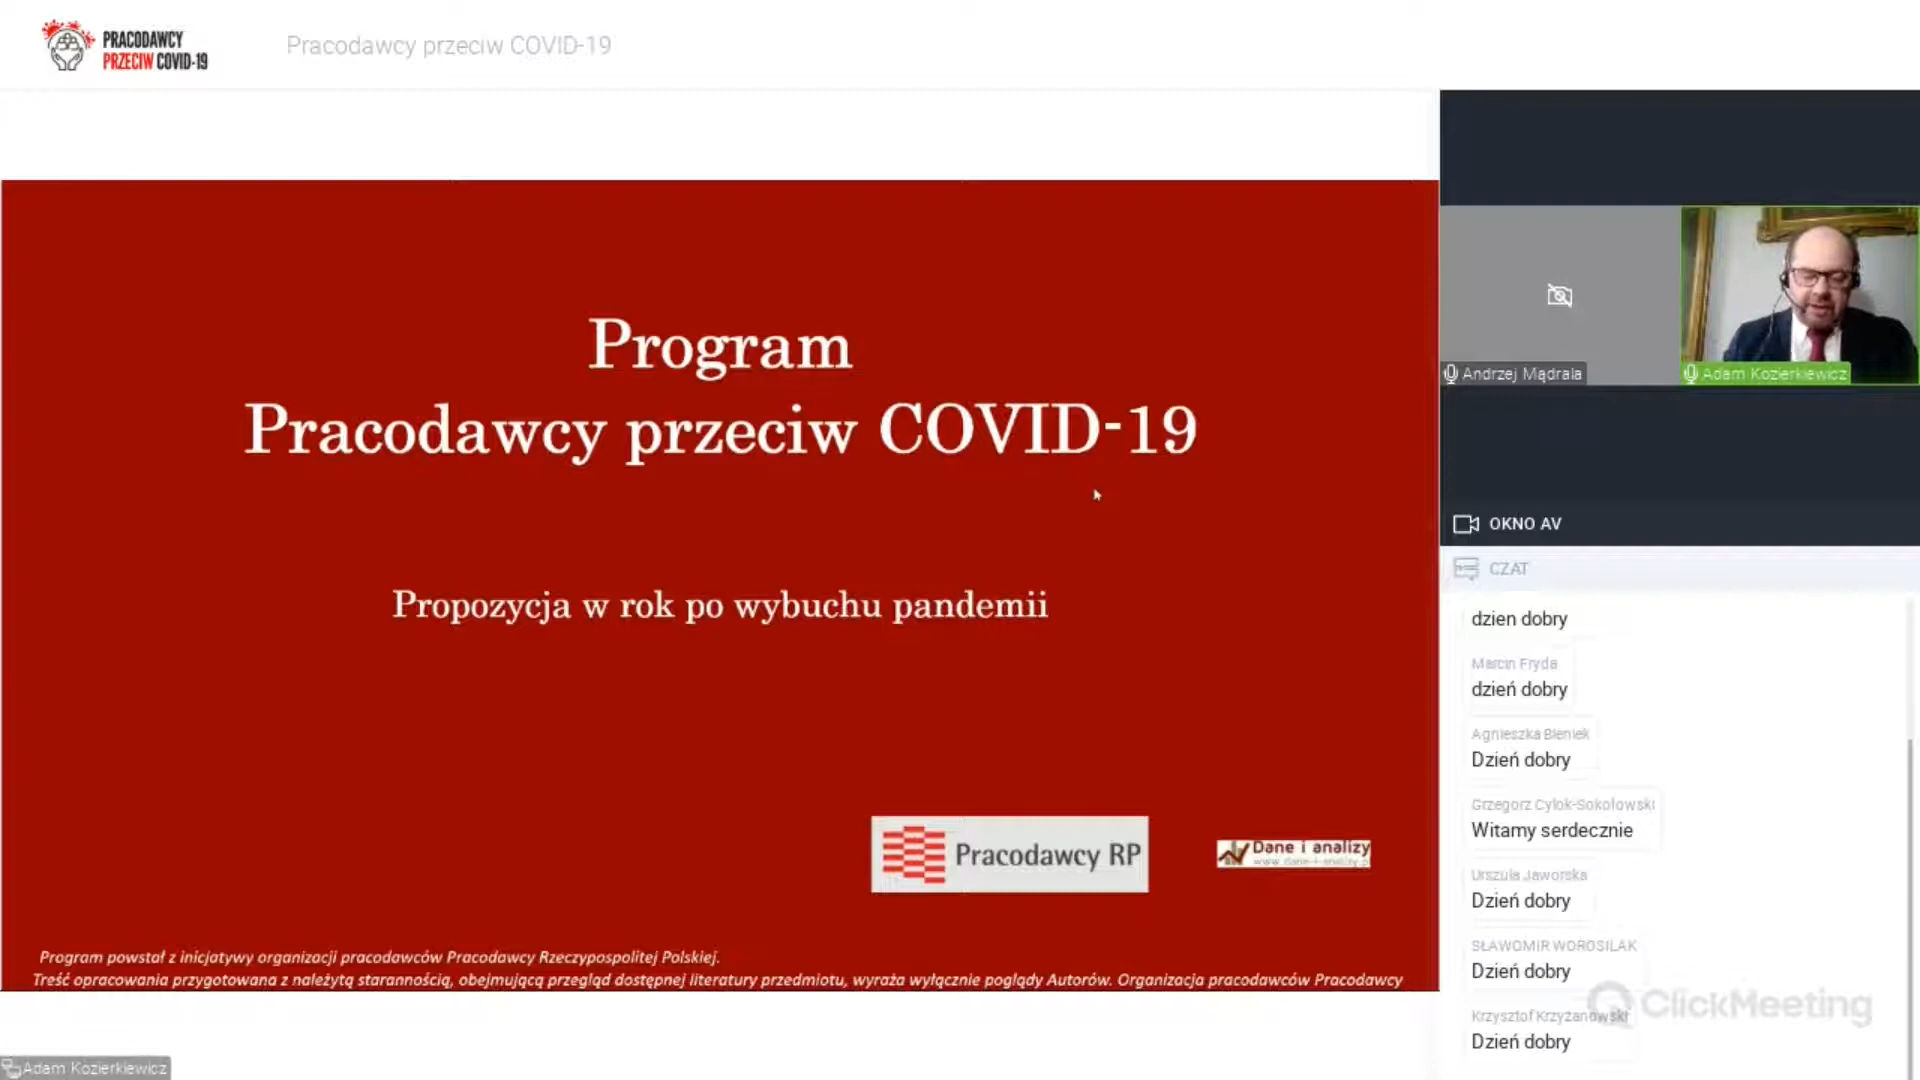 PRACODAWCY
PRZECIW COVID-19
Pracodawcy przeciw COVID-19
Program
Pracodawcy przeciw COVID-19
Propozycja w rok po wybuchu pandemii
Pracodawcy RP
Dane i analizy
www.dane-i-analizy.p
Program powstał z inicjatywy organizacji pracodawców Pracodawcy Rzeczypospolitej Polskiej.
Treść opracowania przygotowana z należytą starannością, obejmującą przegląd dostępnej literatury przedmiotu, wyraża wyłącznie poglądy Autorów. Organizacja pracodawców Pracodawcy
Adam Kozierkiewicz
Andrzej Mądrala
Adam Kozierkiewicz
OKNO AV
CZAT
dzien dobry
Marcin Fryda
dzień dobry
Agnieszka Bieniek
Dzień dobry
Grzegorz Cylok-Sokołowski
Witamy serdecznie
Urszula Jaworska
Dzień dobry
SŁAWOMIR WOROSILAK
Dzień dobry
Krzysztof Krzyżanowski
Dzień dobry
ClickMeeting